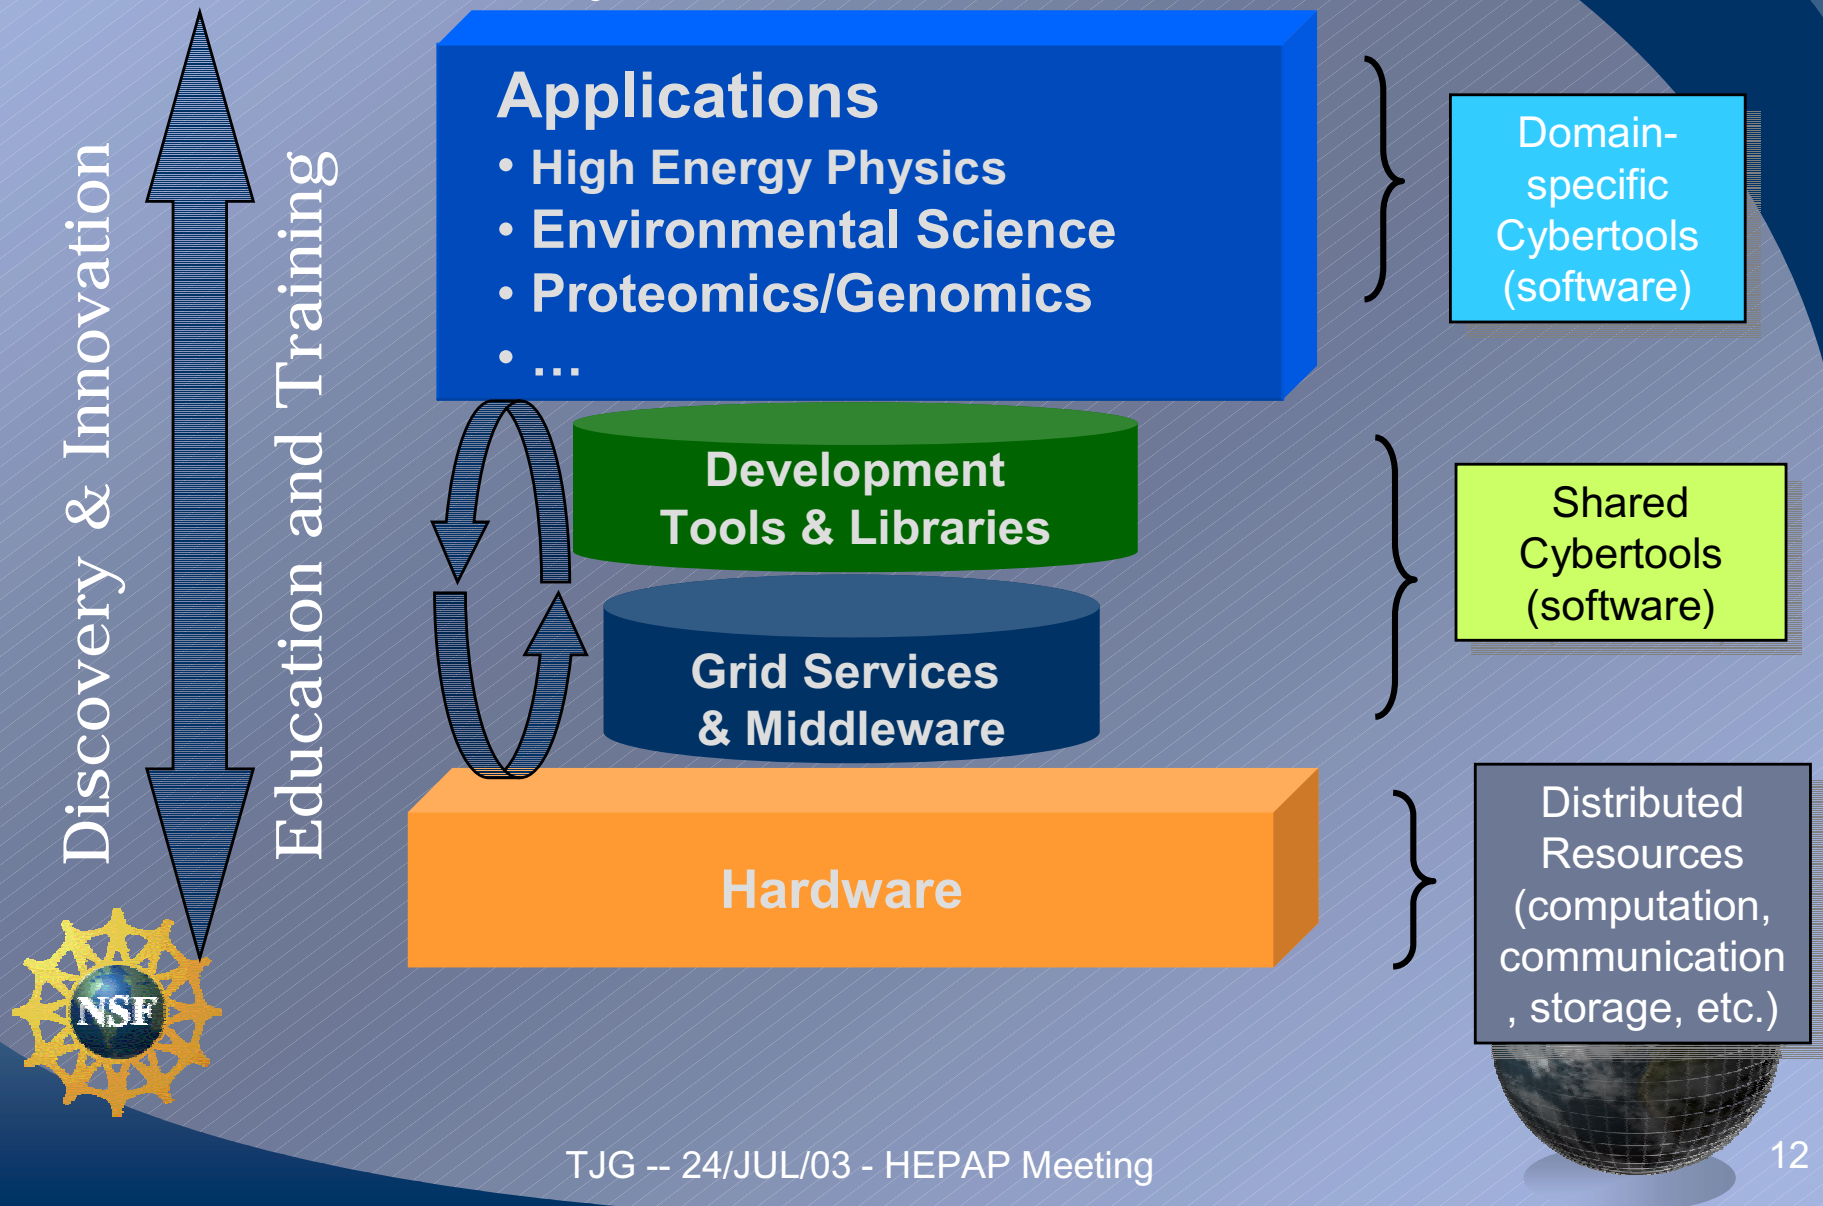 Discovery & Innovation
Education and Training
Applications
• High Energy Physics
• Environmental Science
• Proteomics/Genomics
• …
Domain-
specific
Cybertools
(software)
Development
Tools & Libraries
Grid Services
& Middleware
Shared
Cybertools
(software)
Hardware
Distributed
Resources
(computation,
communication
, storage, etc.)
NSF
TJG -- 24/JUL/03 - HEPAP Meeting
12